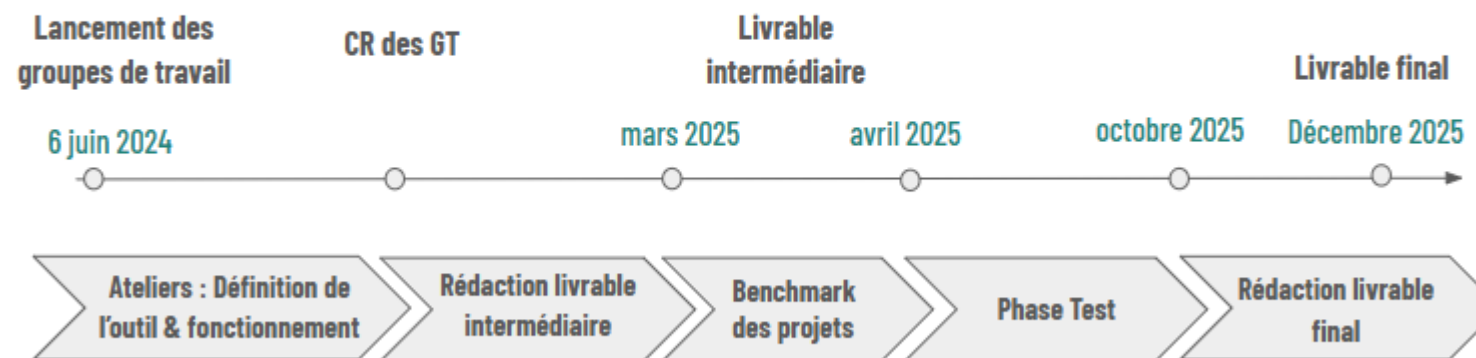 Lancement des
groupes de travail
CR des GT
Livrable
intermédiaire
Livrable final
6 juin 2024
mars 2025
avril 2025
octobre 2025
Décembre 2025
Ateliers : Définition de
l'outil & fonctionnement
Rédaction livrable
intermédiaire
Benchmark
des projets
Phase Test
Rédaction livrable
final